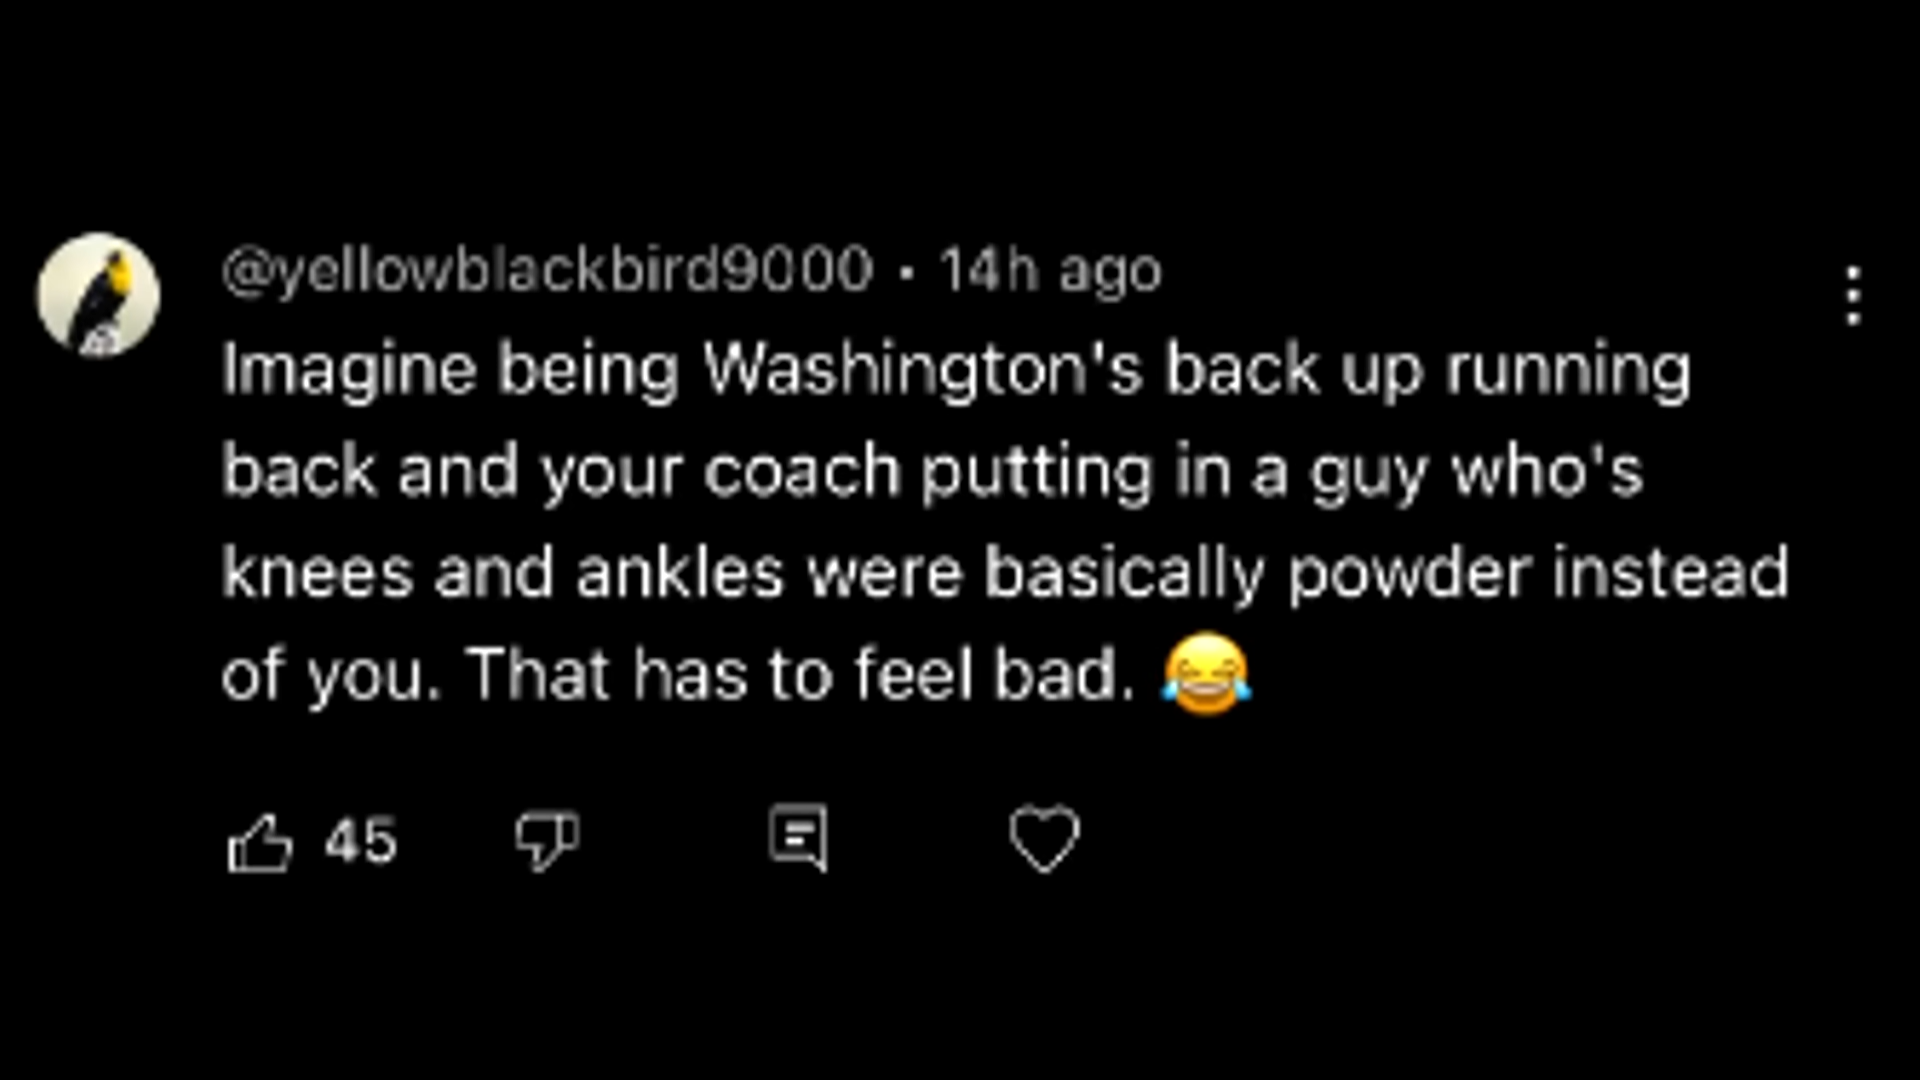 @yellowblackbird9000 • 14h ago
Imagine being Washington's back up running
back and your coach putting in a guy who's
knees and ankles were basically powder instead
of you. That has to feel bad. 😂
45